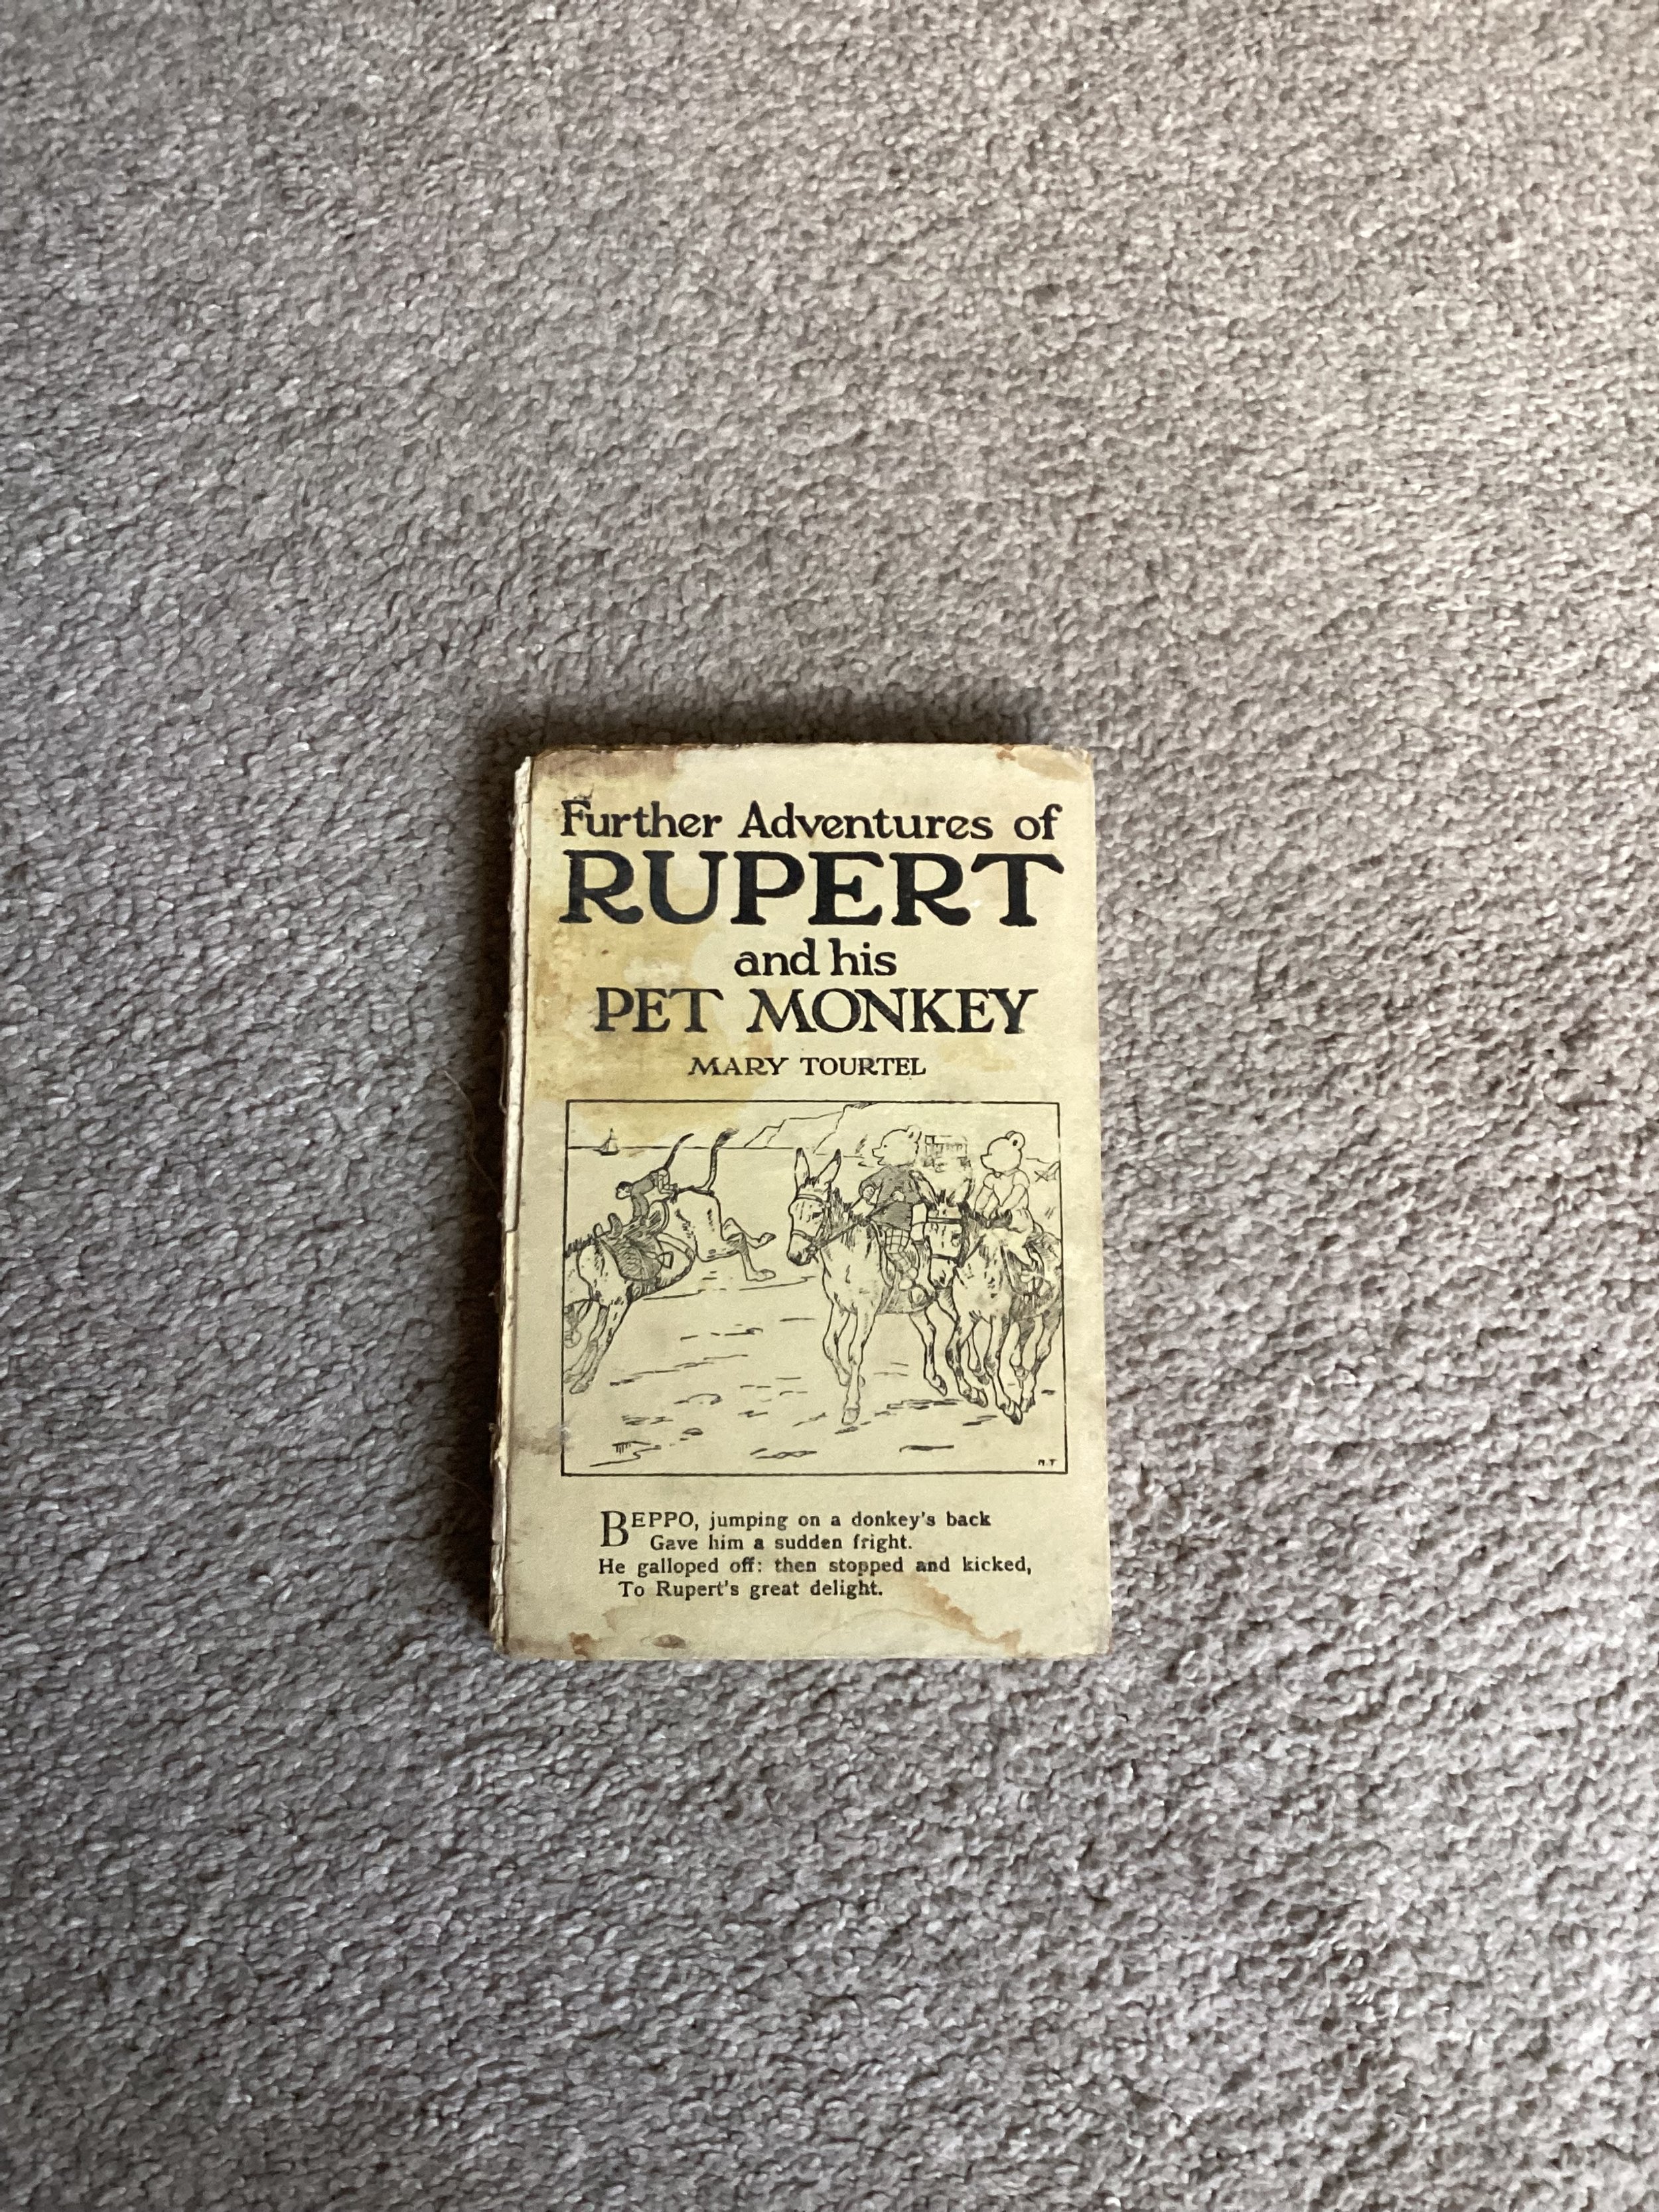 Further Adventures of
RUPERT
and his
PET MONKEY
MARY TOURTEL
M.T
BEPPO, jumping on a donkey's back
Gave him a sudden fright.
He galloped off: then stopped and kicked,
To Rupert's great delight.